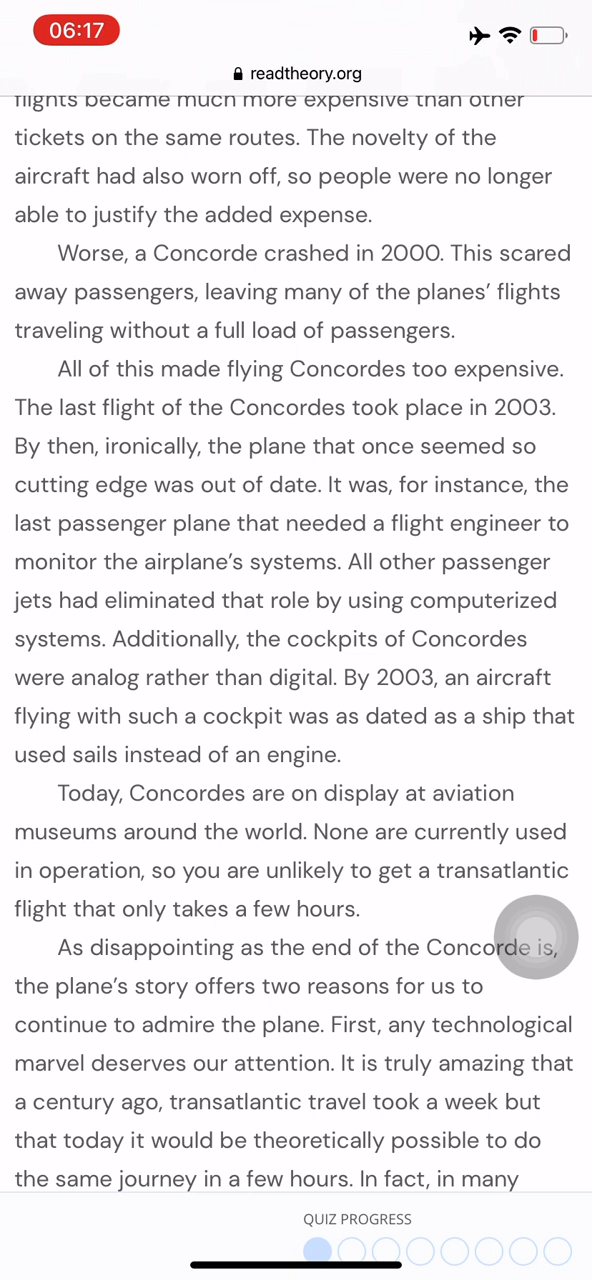 06:17
readtheory.org
flights became much more expensive than other
tickets on the same routes. The novelty of the
aircraft had also worn off, so people were no longer
able to justify the added expense.
Worse, a Concorde crashed in 2000. This scared
away passengers, leaving many of the planes’ flights
traveling without a full load of passengers.
All of this made flying Concordes too expensive.
The last flight of the Concordes took place in 2003.
By then, ironically, the plane that once seemed so
cutting edge was out of date. It was, for instance, the
last passenger plane that needed a flight engineer to
monitor the airplane’s systems. All other passenger
jets had eliminated that role by using computerized
systems. Additionally, the cockpits of Concordes
were analog rather than digital. By 2003, an aircraft
flying with such a cockpit was as dated as a ship that
used sails instead of an engine.
Today, Concordes are on display at aviation
museums around the world. None are currently used
in operation, so you are unlikely to get a transatlantic
flight that only takes a few hours.
As disappointing as the end of the Concorde is,
the plane’s story offers two reasons for us to
continue to admire the plane. First, any technological
marvel deserves our attention. It is truly amazing that
a century ago, transatlantic travel took a week but
that today it would be theoretically possible to do
the same journey in a few hours. In fact, in many
QUIZ PROGRESS